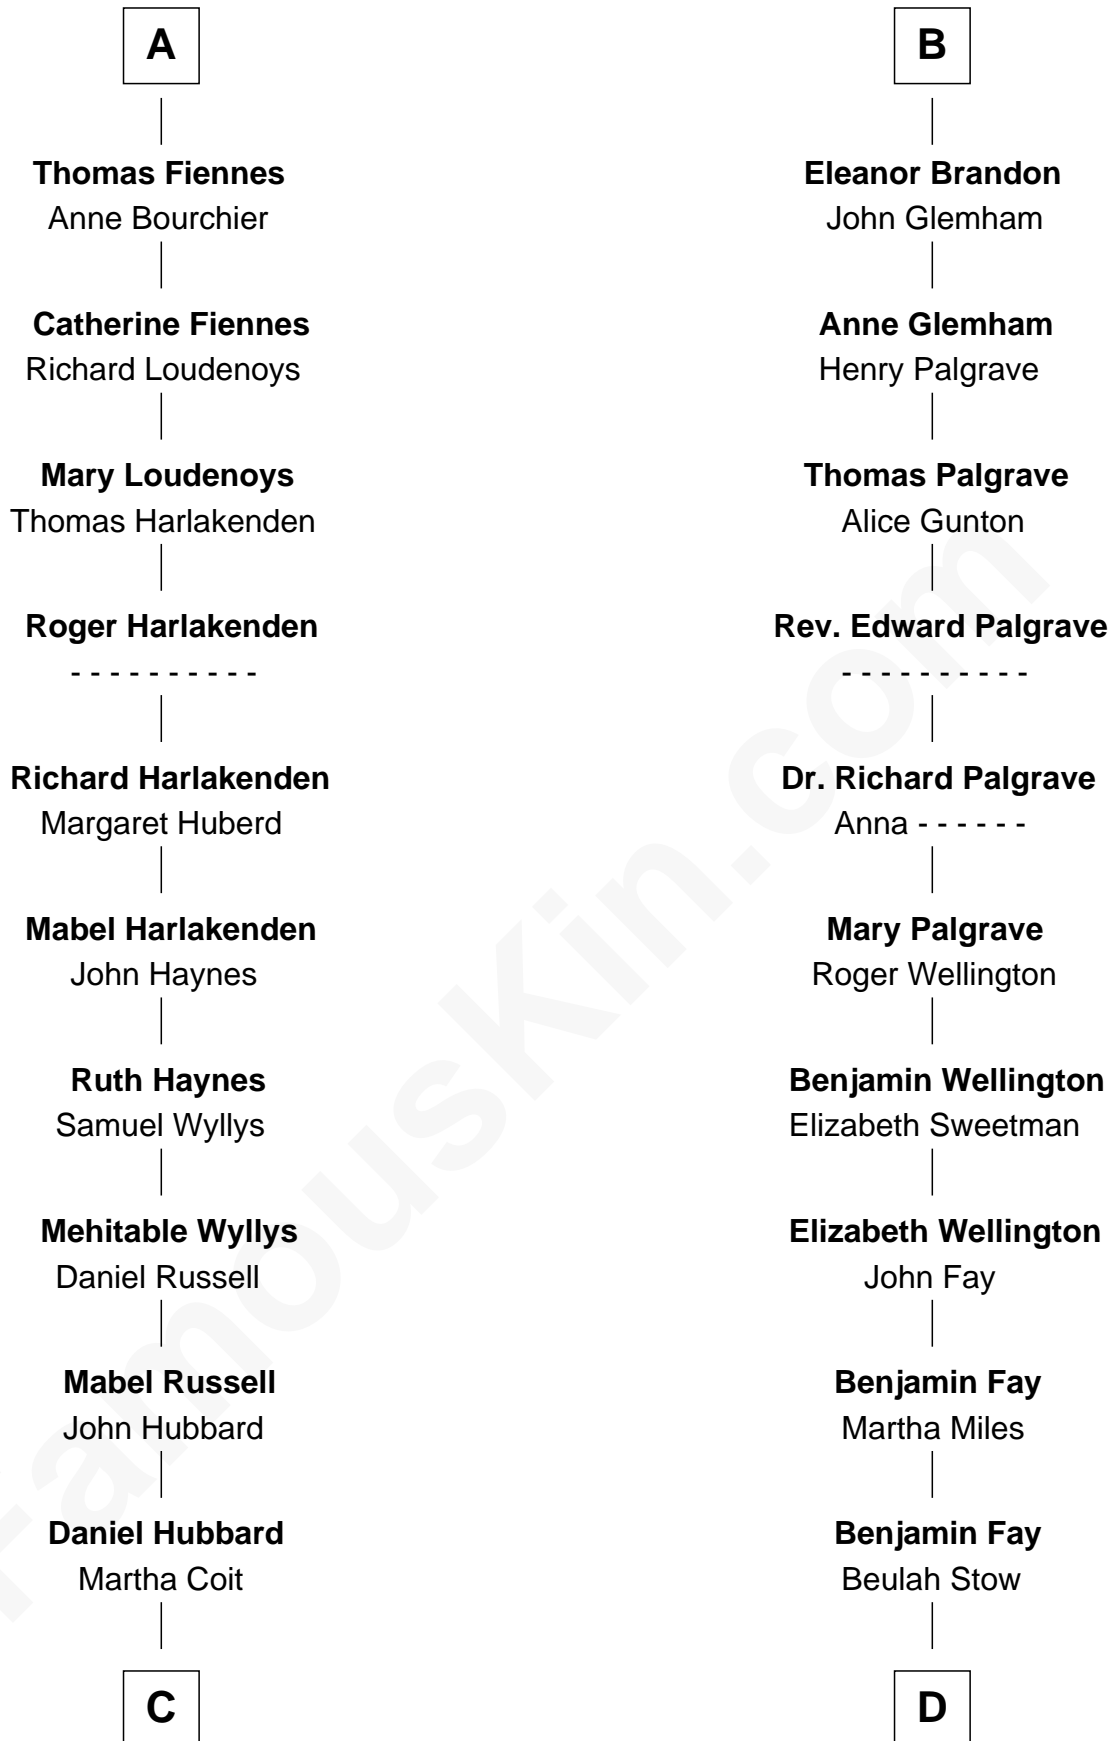 A
Thomas Fiennes
Anne Bourchier
Catherine Fiennes
Richard Loudenoys
Mary Loudenoys
Thomas Harlakenden
Roger Harlakenden
- - - - - - - - - -
Richard Harlakenden
Margaret Huberd
Mabel Harlakenden
John Haynes
Ruth Haynes
Samuel Wyllys
Mehitable Wyllys
Daniel Russell
Mabel Russell
John Hubbard
Daniel Hubbard
Martha Coit
C
B
Eleanor Brandon
John Glemham
Anne Glemham
Henry Palgrave
Thomas Palgrave
Alice Gunton
Rev. Edward Palgrave
- - - - - - - - - -
Dr. Richard Palgrave
Anna - - - - - -
Mary Palgrave
Roger Wellington
Benjamin Wellington
Elizabeth Sweetman
Elizabeth Wellington
John Fay
Benjamin Fay
Martha Miles
Benjamin Fay
Beulah Stow
D
FamousKin.com